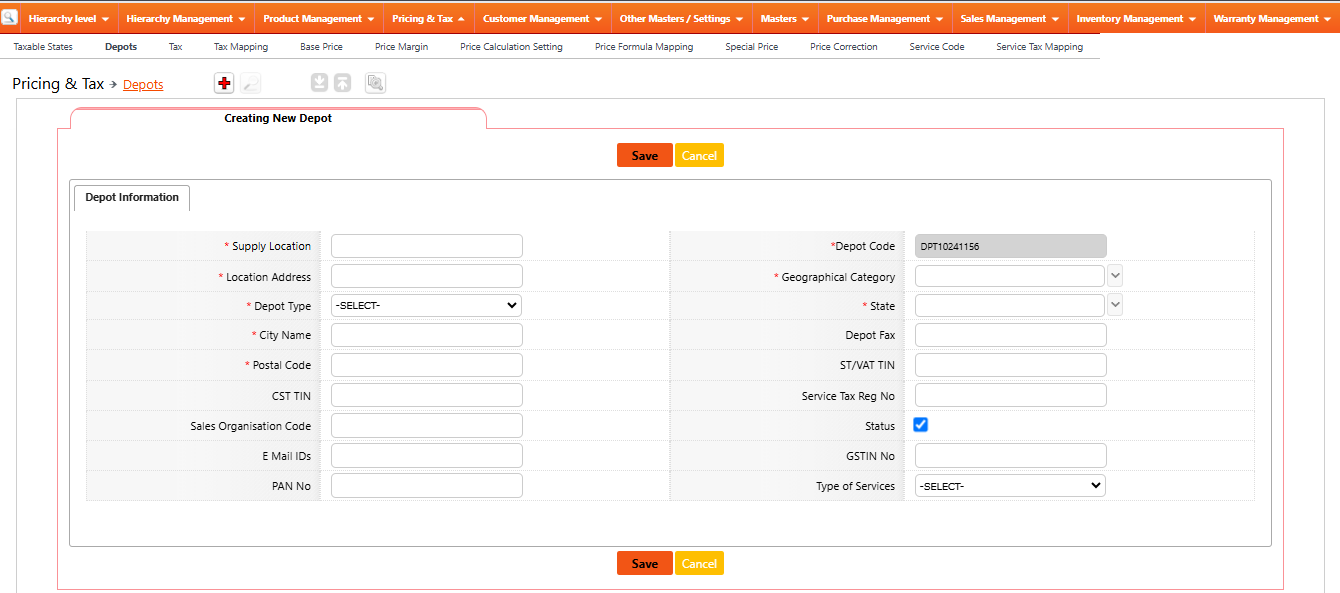 Hierarchy level Hierarchy Management Product Management Pricing & Tax Customer Management Other Masters / Settings Masters Purchase Management Sales Management Inventory Management Warranty Management
Taxable States Depots Tax Tax Mapping Base Price Price Margin Price Calculation Setting Price Formula Mapping Special Price Price Correction Service Code Service Tax Mapping
Pricing & Tax → Depots
Creating New Depot
Save Cancel
Depot Information
* Supply Location *Depot Code DPT10241156
* Location Address * Geographical Category
* Depot Type -SELECT- * State
* City Name Depot Fax
* Postal Code ST/VAT TIN
CST TIN Service Tax Reg No
Sales Organisation Code Status
E Mail IDs GSTIN No
PAN No Type of Services -SELECT-
Save Cancel